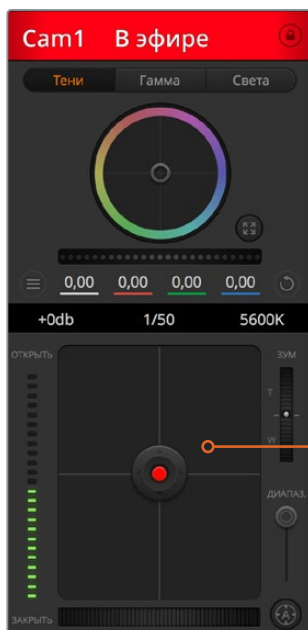 Cam1 В эфире
Тени Гамма Света
0,00 0,00 0,00 0,00
+0db 1/50 5600K
ОТКРЫТЬ ЗУМ
T
W
ДИАПАЗ.
ЗАКРЫТЬ A